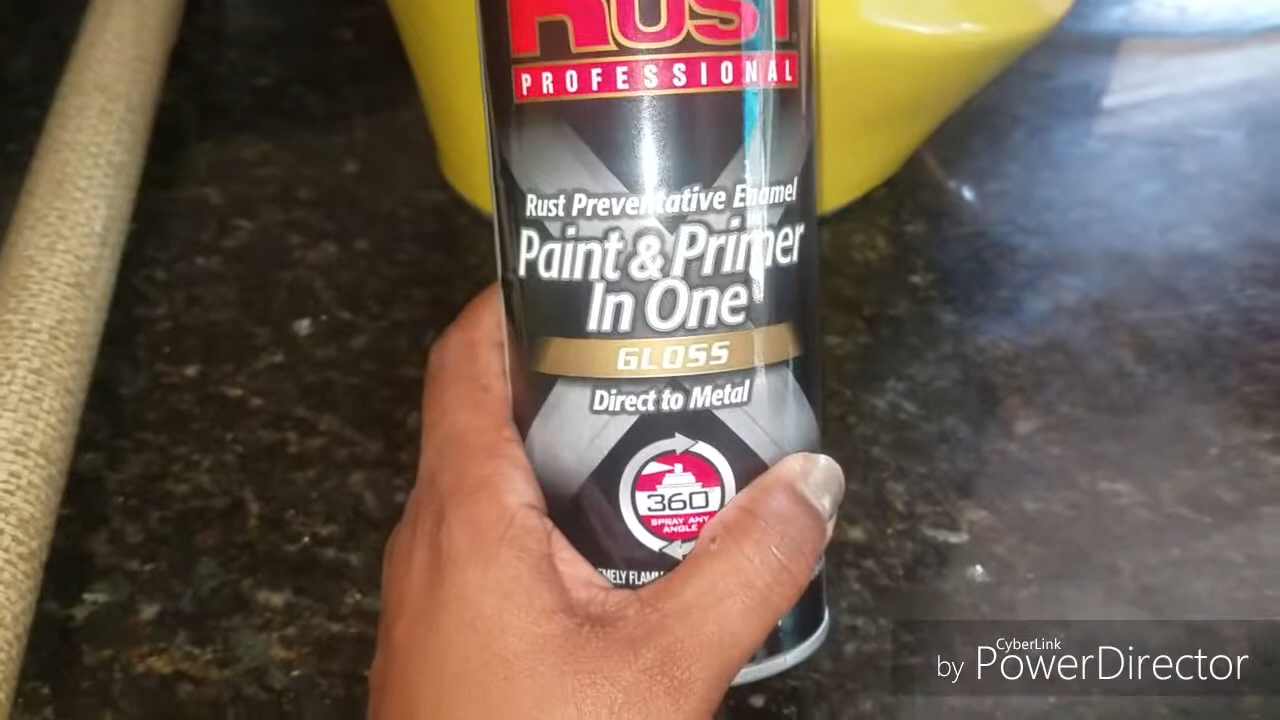 RUST
PROFESSIONAL
Rust Preventative Enamel
Paint & Primer
In One
GLOSS
Direct to Metal
360°
SPRAY ANY
ANGLE
CyberLink
by PowerDirector